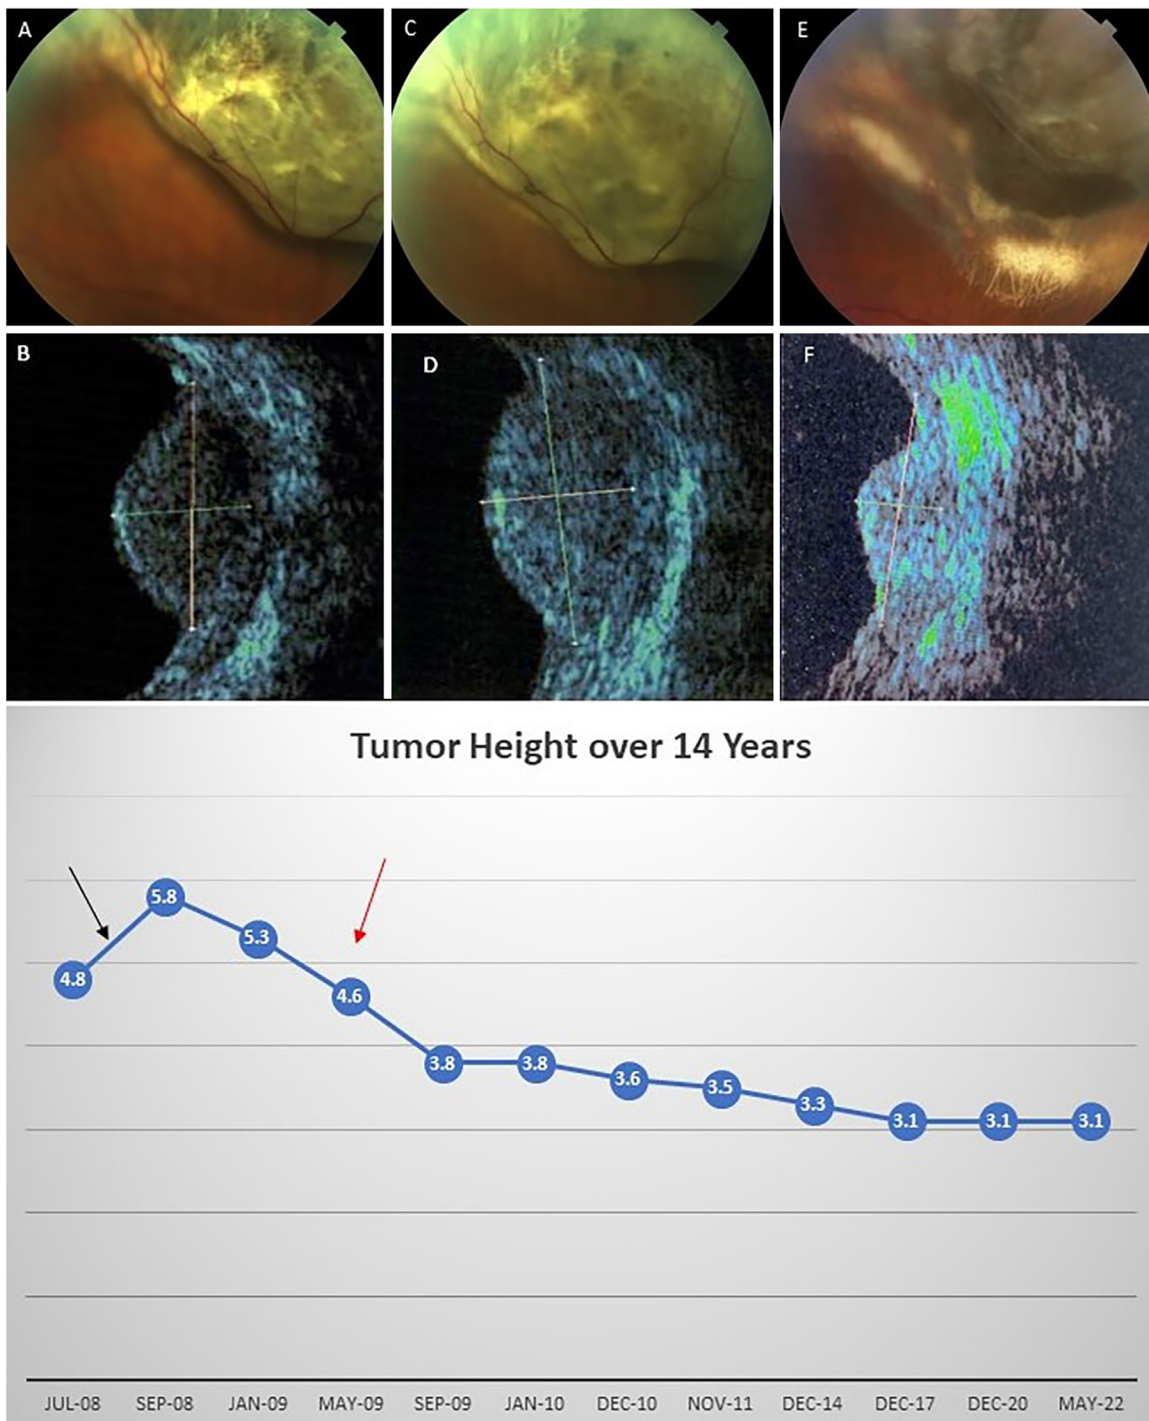 A
C
E
B
D
F
Tumor Height over 14 Years
4.8
5.8
5.3
4.6
3.8
3.8
3.6
3.5
3.3
3.1
3.1
3.1
JUL-08 SEP-08 JAN-09 MAY-09 SEP-09 JAN-10 DEC-10 NOV-11 DEC-14 DEC-17 DEC-20 MAY-22